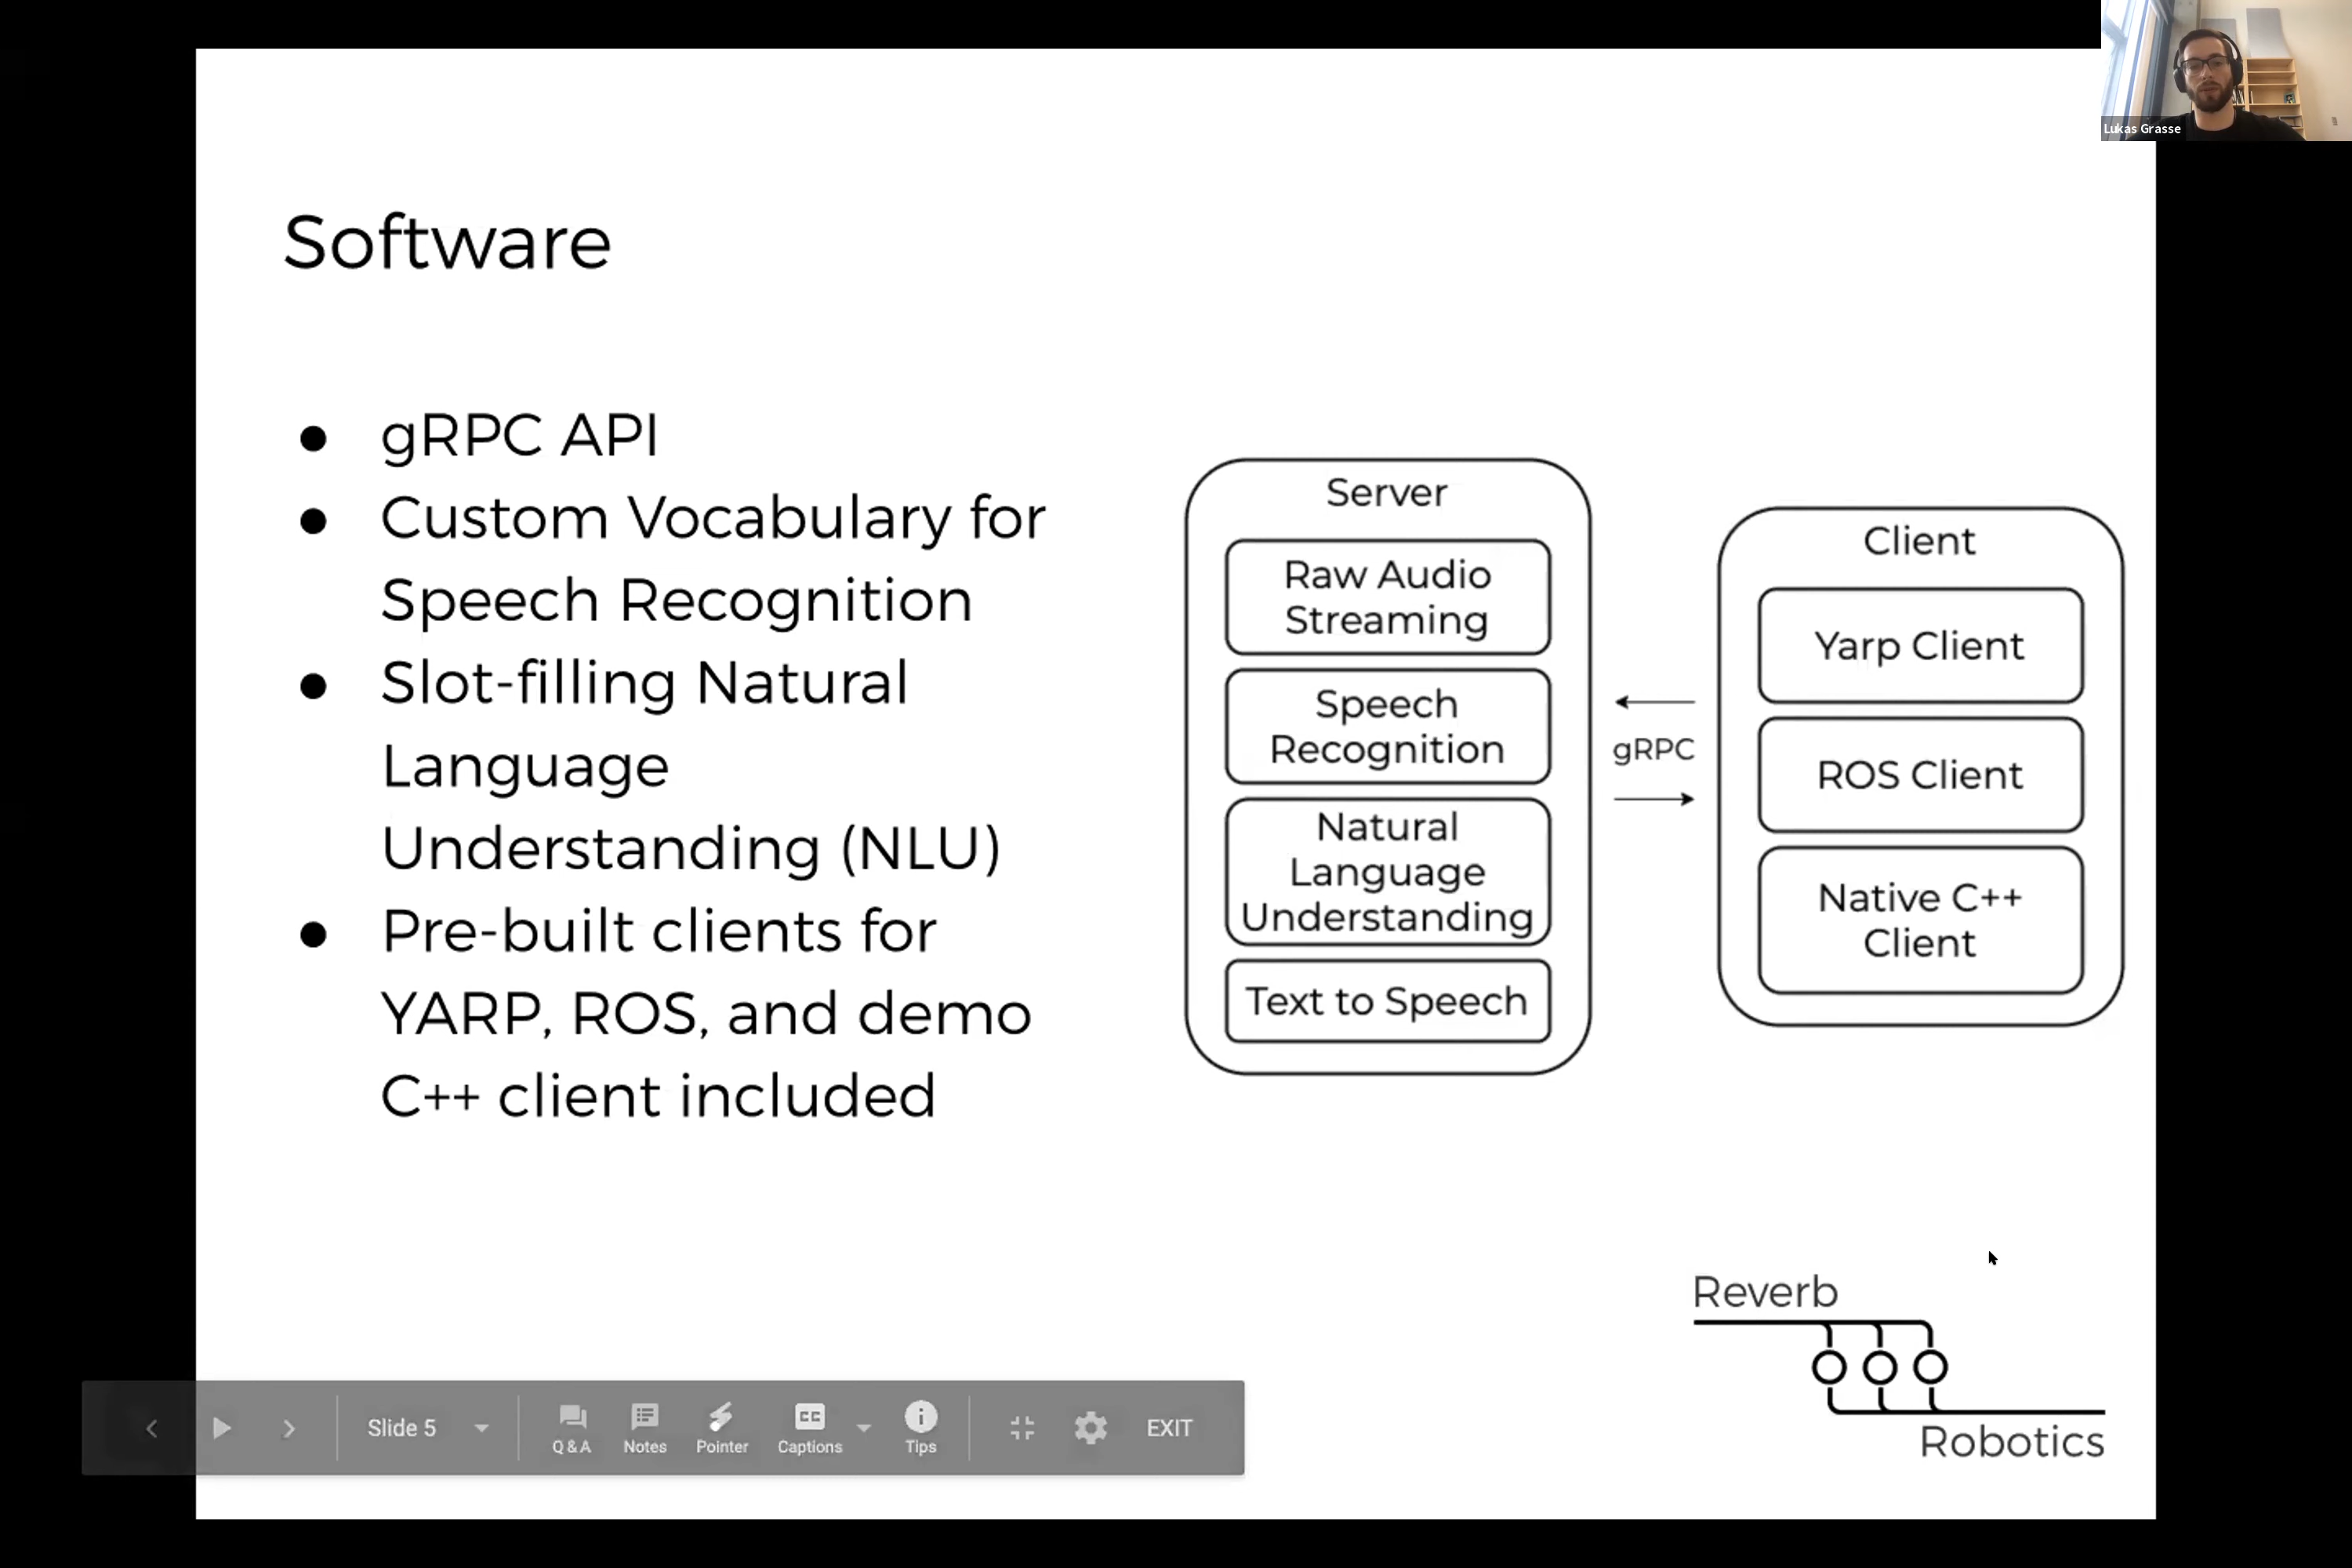 Lukas Grasse
Software
gRPC API
Custom Vocabulary for
Speech Recognition
Slot-filling Natural
Language
Understanding (NLU)
Pre-built clients for
YARP, ROS, and demo
C++ client included
Server
Raw Audio
Streaming
Speech
Recognition
Natural
Language
Understanding
Text to Speech
gRPC
Client
Yarp Client
ROS Client
Native C++
Client
Reverb
Robotics
Slide 5
Q & A
Notes
Pointer
CC
Captions
Tips
EXIT